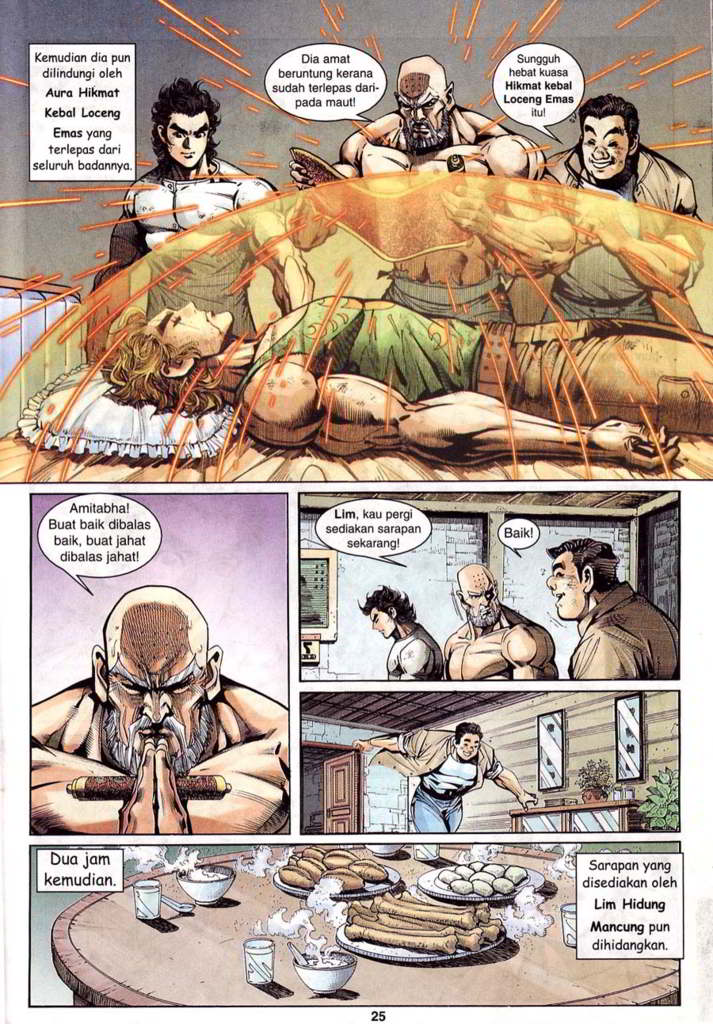 Kemudian dia pun
dilindungi oleh
Aura Hikmat
Kebal Loceng
Emas yang
terlepas dari
seluruh badannya.
Dia amat
beruntung kerana
sudah terlepas dari-
pada maut!
Sungguh
hebat kuasa
Hikmat kebal
Loceng Emas
itu!
Amitabha!
Buat baik dibalas
baik, buat jahat
dibalas jahat!
Lim, kau pergi
sediakan sarapan
sekarang!
Baik!
Dua jam
kemudian.
Sarapan yang
disediakan oleh
Lim Hidung
Mancung pun
dihidangkan.
25